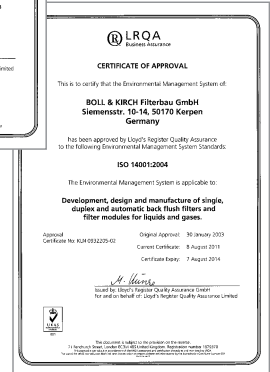 LRQA
Business Assurance
CERTIFICATE OF APPROVAL
This is to certify that the Environmental Management System of:
BOLL & KIRCH Filterbau GmbH
Siemensstr. 10-14, 50170 Kerpen
Germany
has been approved by Lloyd's Register Quality Assurance
to the following Environmental Management System Standards:
ISO 14001:2004
The Environmental Management System is applicable to:
Development, design and manufacture of single,
duplex and automatic back flush filters and
filter modules for liquids and gases.
Approval
Certificate No: KLN 0932205-02
Original Approval: 30 January 2003
Current Certificate: 8 August 2011
Certificate Expiry: 7 August 2014
Issued by: Lloyd's Register Quality Assurance GmbH
For and on behalf of: Lloyd's Register Quality Assurance Limited
UKAS
001
This document is subject to the provision on the reverse